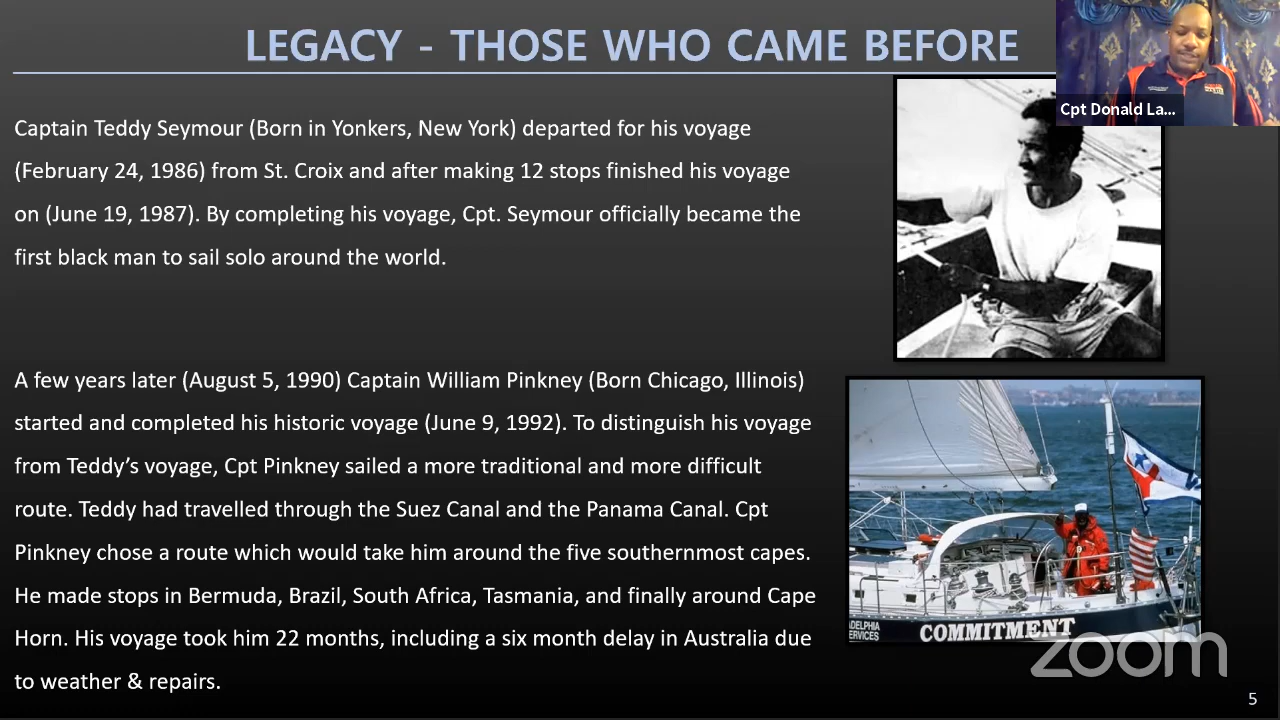 LEGACY - THOSE WHO CAME BEFORE
Cpt Donald La...
Captain Teddy Seymour (Born in Yonkers, New York) departed for his voyage
(February 24, 1986) from St. Croix and after making 12 stops finished his voyage
on (June 19, 1987). By completing his voyage, Cpt. Seymour officially became the
first black man to sail solo around the world.
A few years later (August 5, 1990) Captain William Pinkney (Born Chicago, Illinois)
started and completed his historic voyage (June 9, 1992). To distinguish his voyage
from Teddy’s voyage, Cpt Pinkney sailed a more traditional and more difficult
route. Teddy had travelled through the Suez Canal and the Panama Canal. Cpt
Pinkney chose a route which would take him around the five southernmost capes.
He made stops in Bermuda, Brazil, South Africa, Tasmania, and finally around Cape
Horn. His voyage took him 22 months, including a six month delay in Australia due
to weather & repairs.
ADELPHIA
ERVICES
COMMITMENT
zoom
5